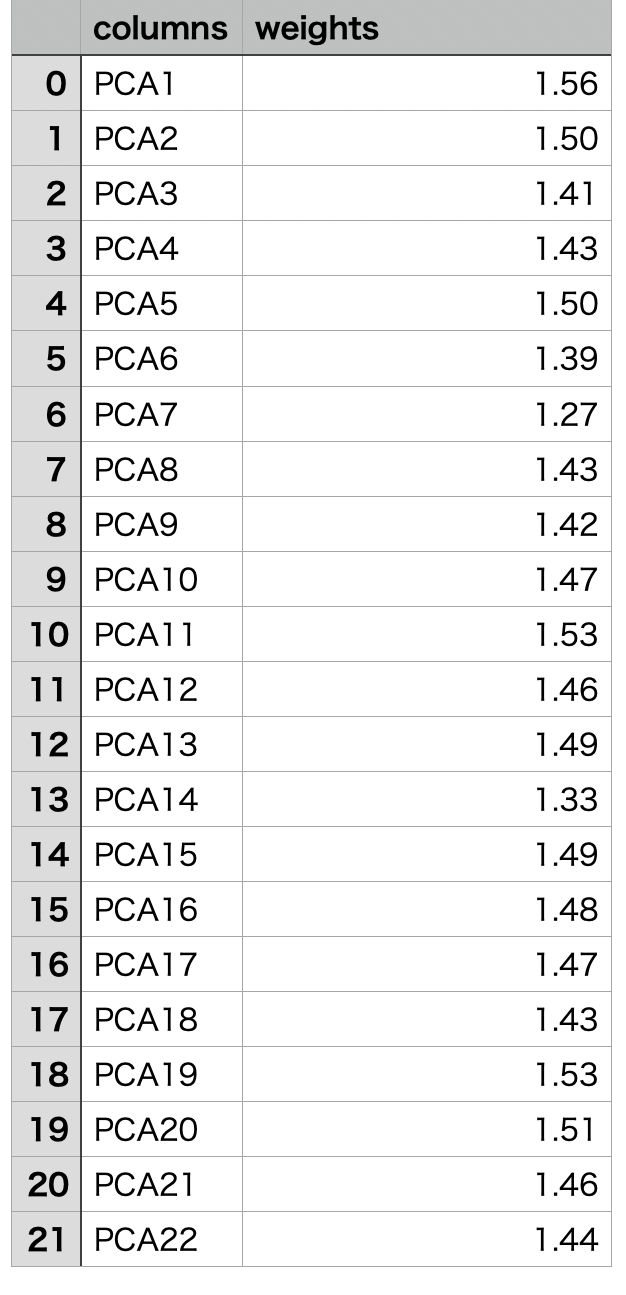 columns weights
0 PCA1 1.56
1 PCA2 1.50
2 PCA3 1.41
3 PCA4 1.43
4 PCA5 1.50
5 PCA6 1.39
6 PCA7 1.27
7 PCA8 1.43
8 PCA9 1.42
9 PCA10 1.47
10 PCA11 1.53
11 PCA12 1.46
12 PCA13 1.49
13 PCA14 1.33
14 PCA15 1.49
15 PCA16 1.48
16 PCA17 1.47
17 PCA18 1.43
18 PCA19 1.53
19 PCA20 1.51
20 PCA21 1.46
21 PCA22 1.44